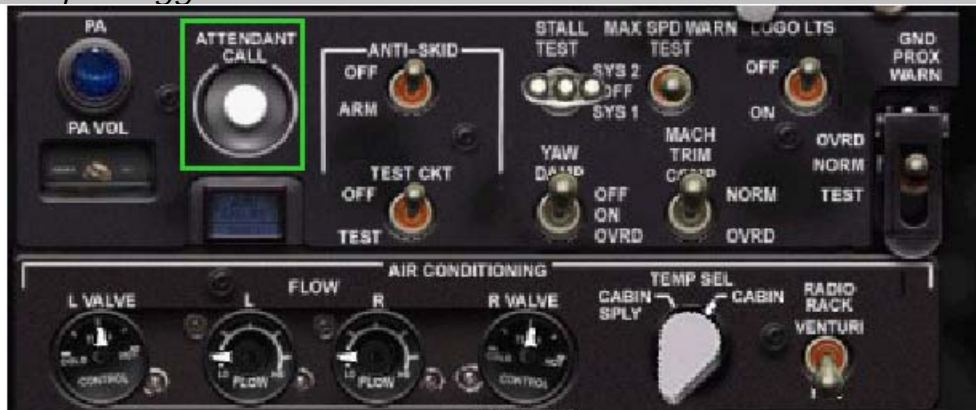 PA
ATTENDANT
CALL
PA VOL
ANTI-SKID
OFF
ARM
TEST CKT
OFF
TEST
STALL
TEST
MAX SPD WARN
TEST
SYS 2
OFF
SYS 1
LOGO LTS
OFF
ON
GND
PROX
WARN
OVRD
NORM
TEST
YAW
DAMP
OFF
ON
OVRD
MACH
TRIM
COMP
NORM
OVRD
AIR CONDITIONING
L VALVE
CONTROL
FLOW
L
LO
FLOW
R
LO
FLOW
R VALVE
CONTROL
TEMP SEL
CABIN
SPLY
CABIN
RADIO
RACK
VENTURI